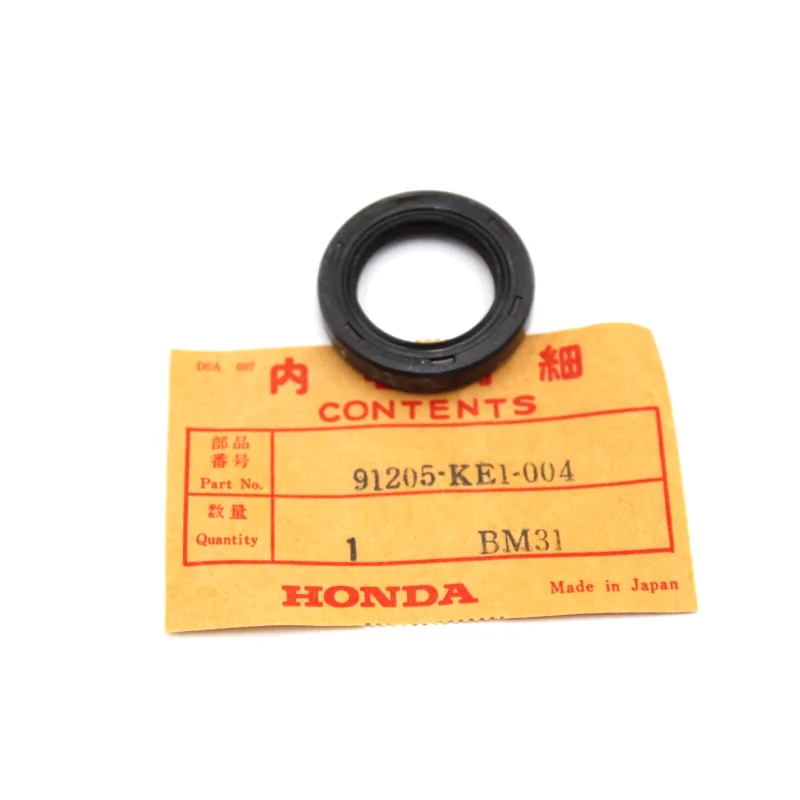 内 細
CONTENTS
部品
番号
Part No.
91205-KE1-004
数量
Quantity
1 BM31
HONDA
Made in Japan